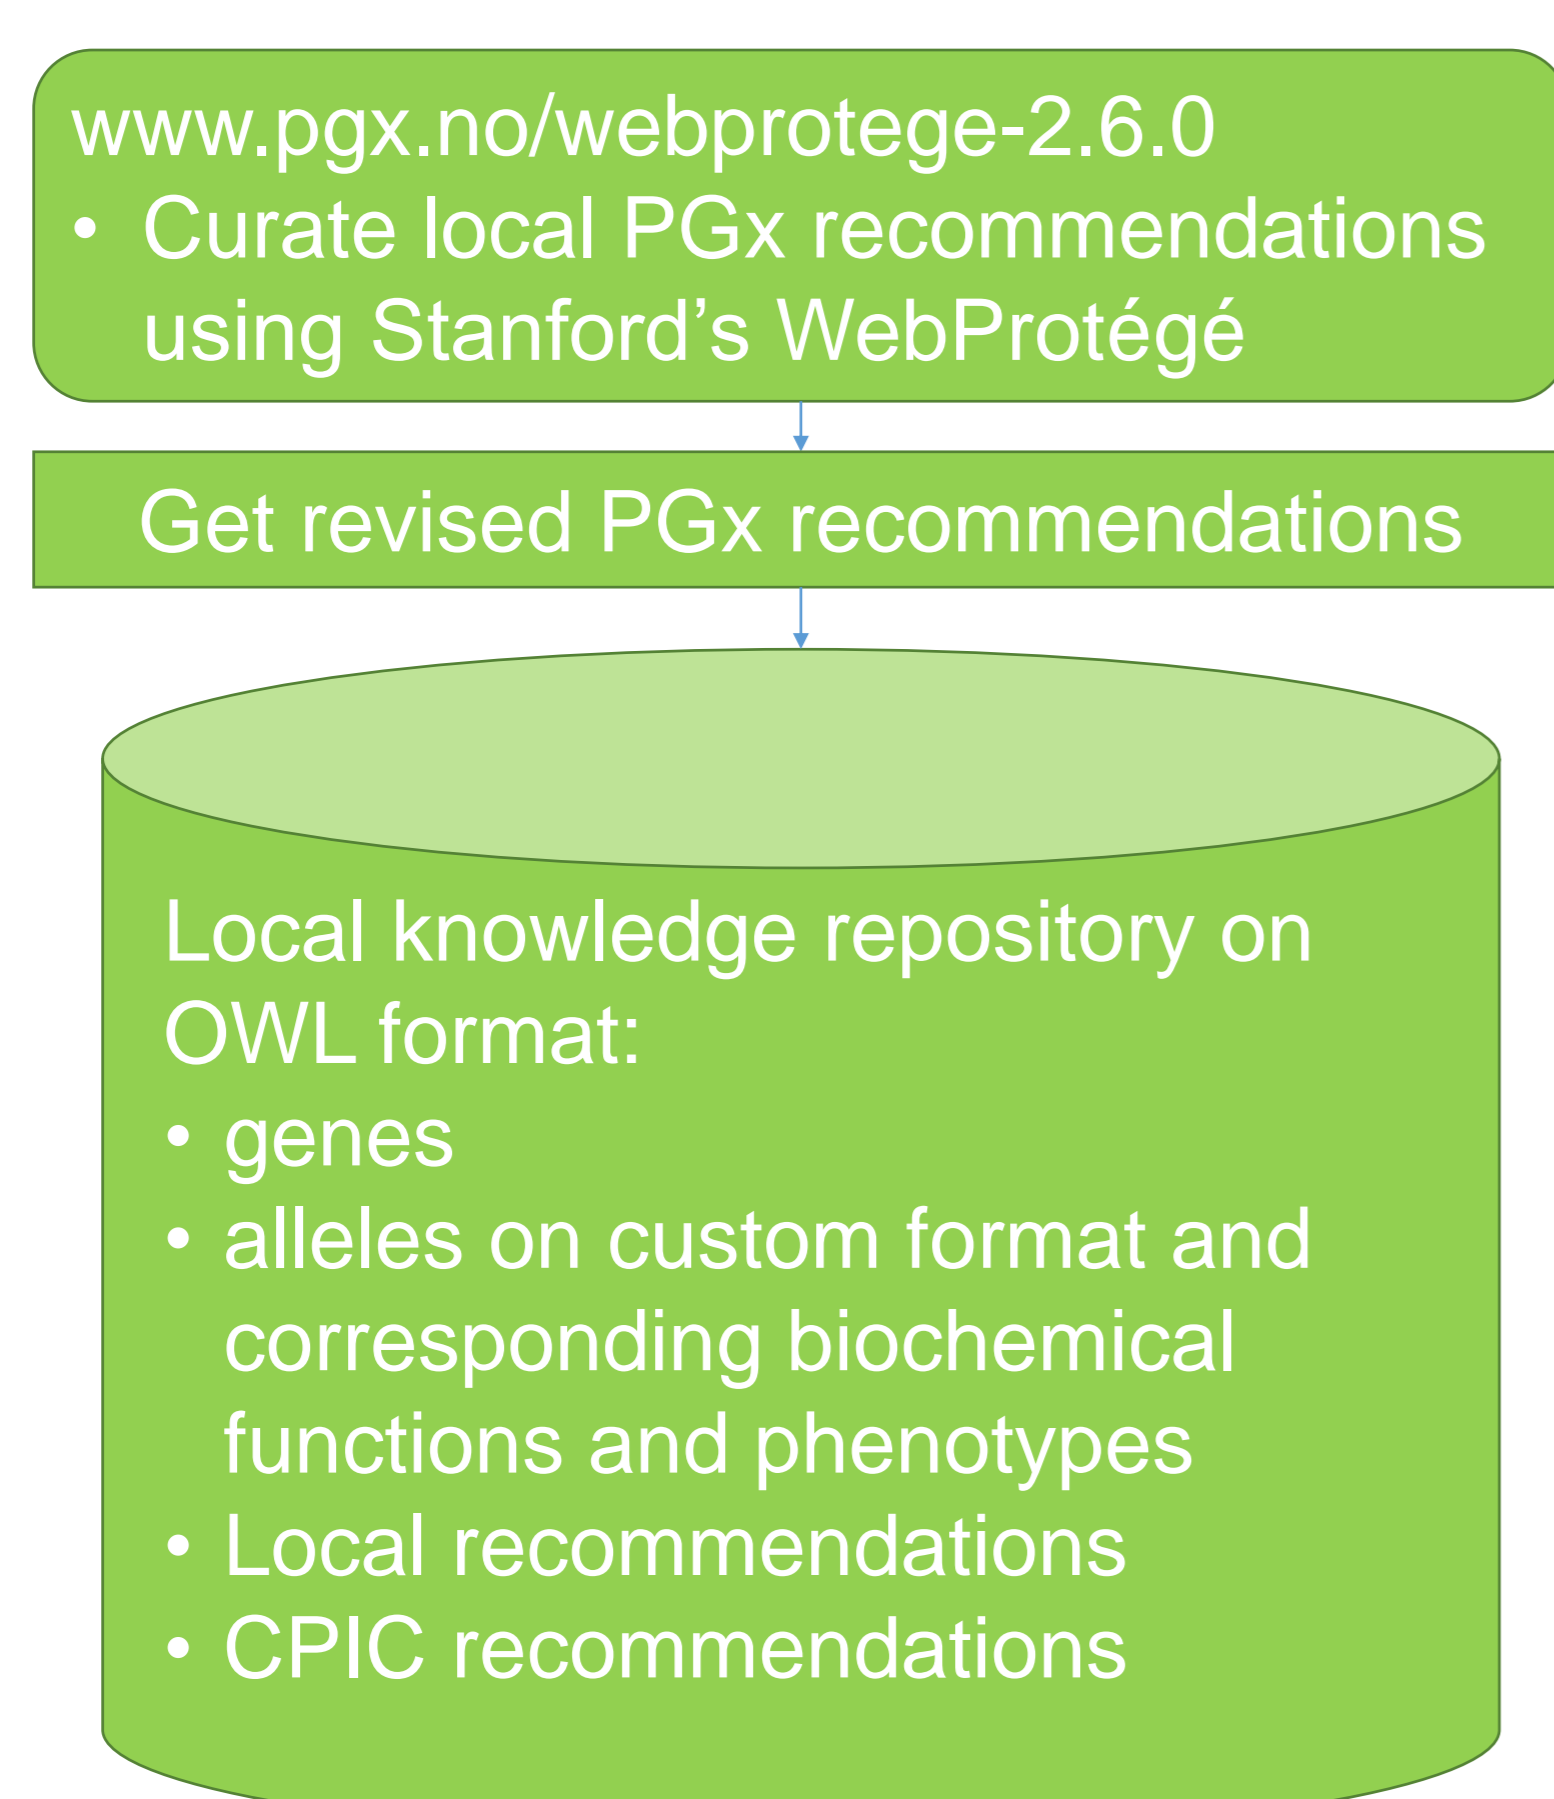 www.pgx.no/webprotege-2.6.0
• Curate local PGx recommendations
using Stanford’s WebProtégé
Get revised PGx recommendations
Local knowledge repository on
OWL format:
• genes
• alleles on custom format and
corresponding biochemical
functions and phenotypes
• Local recommendations
• CPIC recommendations